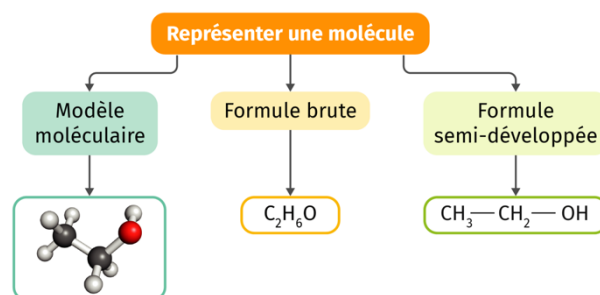 Représenter une molécule
Modèle
moléculaire
Formule brute
Formule
semi-développée
C₂H₆O
CH₃—CH₂—OH